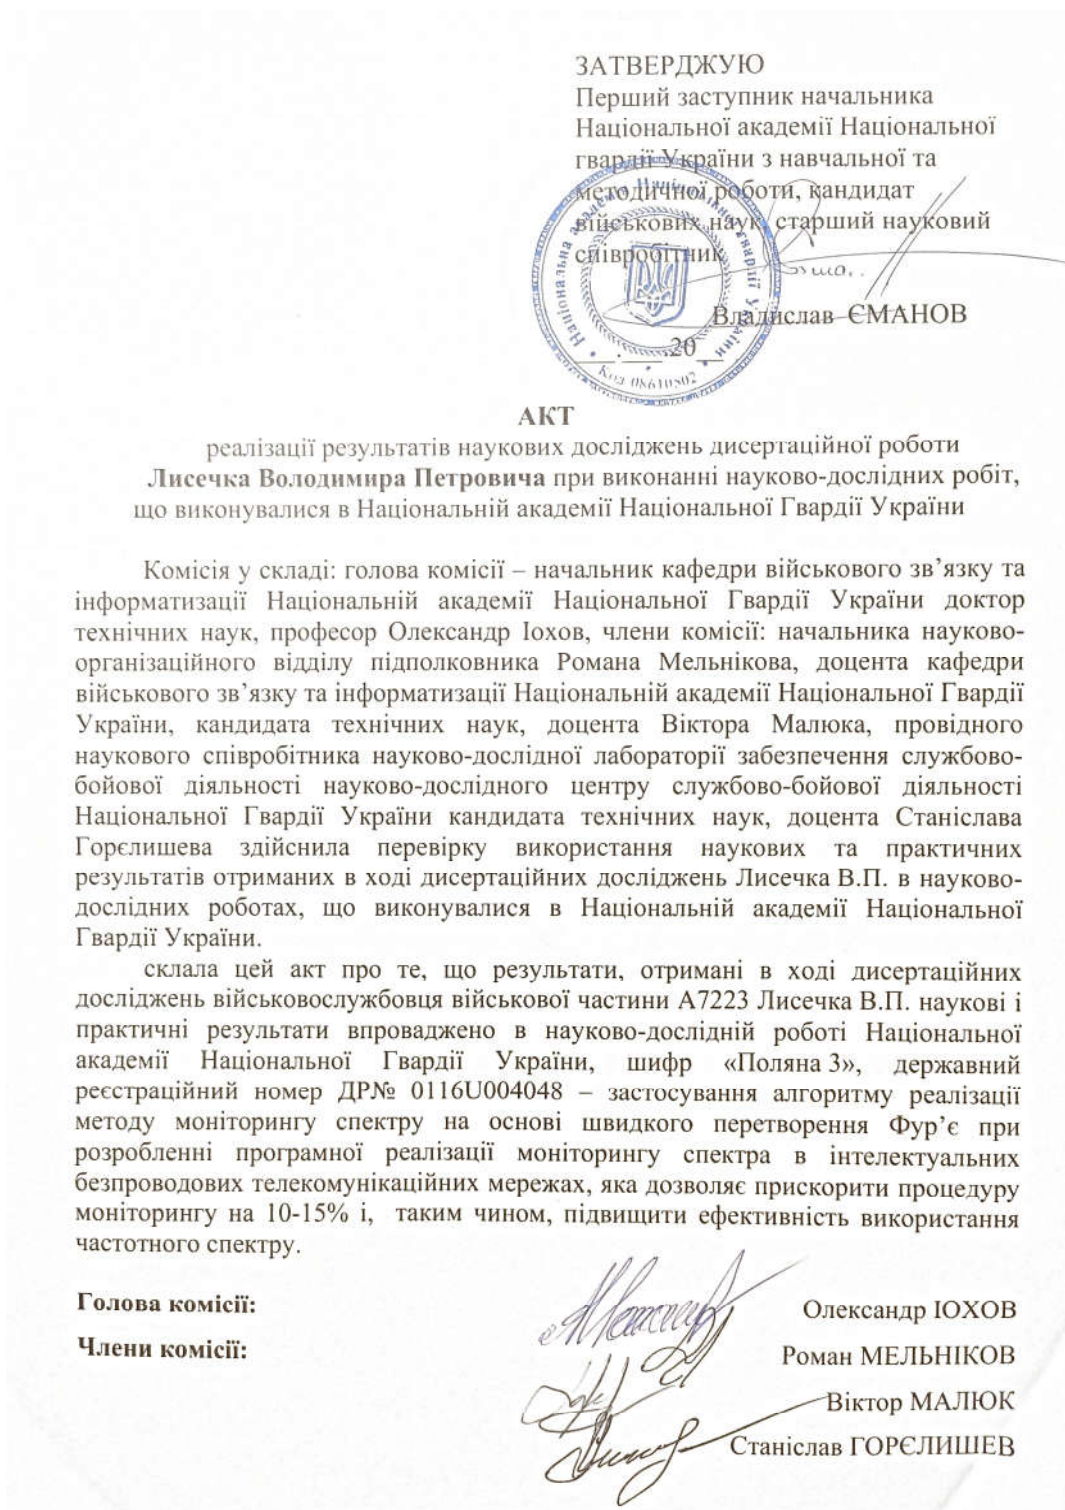 ЗАТВЕРДЖУЮ
Перший заступник начальника
Національної академії Національної
гвардії України з навчальної та
методичної роботи, кандидат
військових наук, старший науковий
співробітник
Владислав ЄМАНОВ
___.____ 20__
Національна академія Національної гвардії України
Код 08610502
АКТ
реалізації результатів наукових досліджень дисертаційної роботи
Лисечка Володимира Петровича при виконанні науково-дослідних робіт,
що виконувалися в Національній академії Національної Гвардії України
Комісія у складі: голова комісії – начальник кафедри військового зв’язку та
інформатизації Національній академії Національної Гвардії України доктор
технічних наук, професор Олександр Іохов, члени комісії: начальника науково-
організаційного відділу підполковника Романа Мельнікова, доцента кафедри
військового зв’язку та інформатизації Національній академії Національної Гвардії
України, кандидата технічних наук, доцента Віктора Малюка, провідного
наукового співробітника науково-дослідної лабораторії забезпечення службово-
бойової діяльності науково-дослідного центру службово-бойової діяльності
Національної Гвардії України кандидата технічних наук, доцента Станіслава
Горєлишева здійснила перевірку використання наукових та практичних
результатів отриманих в ході дисертаційних досліджень Лисечка В.П. в науково-
дослідних роботах, що виконувалися в Національній академії Національної
Гвардії України.
склала цей акт про те, що результати, отримані в ході дисертаційних
досліджень військовослужбовця військової частини А7223 Лисечка В.П. наукові і
практичні результати впроваджено в науково-дослідній роботі Національної
академії Національної Гвардії України, шифр «Поляна 3», державний
реєстраційний номер ДР№ 0116U004048 – застосування алгоритму реалізації
методу моніторингу спектру на основі швидкого перетворення Фур’є при
розробленні програмної реалізації моніторингу спектра в інтелектуальних
безпроводових телекомунікаційних мережах, яка дозволяє прискорити процедуру
моніторингу на 10-15% і, таким чином, підвищити ефективність використання
частотного спектру.
Голова комісії:
Олександр ІОХОВ
Члени комісії:
Роман МЕЛЬНІКОВ
Віктор МАЛЮК
Станіслав ГОРЄЛИШЕВ